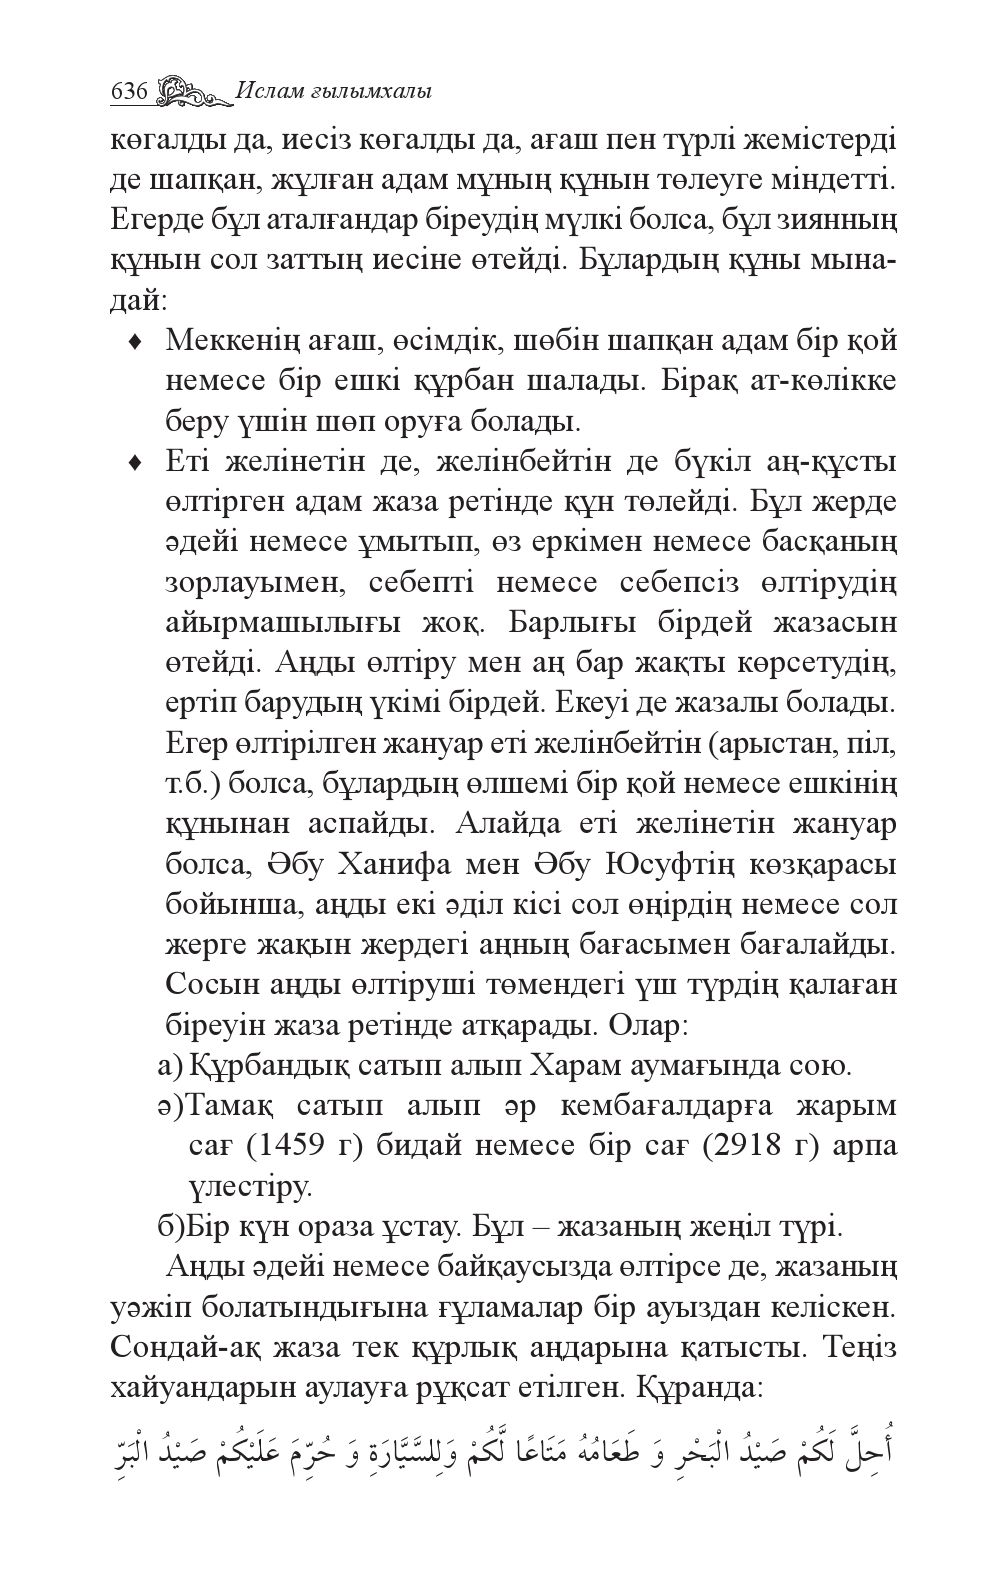 636 Ислам ғылымхалы
көгалды да, иесіз көгалды да, ағаш пен түрлі жемістерді
де шапқан, жұлған адам мұның құнын төлеуге міндетті.
Егерде бұл аталғандар біреудің мүлкі болса, бұл зиянның
құнын сол заттың иесіне өтейді. Бұлардың құны мына-
дай:
♦ Меккенің ағаш, өсімдік, шөбін шапқан адам бір қой
немесе бір ешкі құрбан шалады. Бірақ ат-көлікке
беру үшін шөп оруға болады.
♦ Еті желінетін де, желінбейтін де бүкіл аң-құсты
өлтірген адам жаза ретінде құн төлейді. Бұл жерде
әдейі немесе ұмытып, өз еркімен немесе басқаның
зорлауымен, себепті немесе себепсіз өлтірудің
айырмашылығы жоқ. Барлығы бірдей жазасын
өтейді. Аңды өлтіру мен аң бар жақты көрсетудің,
ертіп барудың үкімі бірдей. Екеуі де жазалы болады.
Егер өлтірілген жануар еті желінбейтін (арыстан, піл,
т.б.) болса, бұлардың өлшемі бір қой немесе ешкінің
құнынан аспайды. Алайда еті желінетін жануар
болса, Әбу Ханифа мен Әбу Юсуфтің көзқарасы
бойынша, аңды екі әділ кісі сол өңірдің немесе сол
жерге жақын жердегі аңның бағасымен бағалайды.
Сосын аңды өлтіруші төмендегі үш түрдің қалаған
біреуін жаза ретінде атқарады. Олар:
а) Құрбандық сатып алып Харам аумағында сою.
ә)Тамақ сатып алып әр кембағалдарға жарым
сағ (1459 г) бидай немесе бір сағ (2918 г) арпа
үлестіру.
б)Бір күн ораза ұстау. Бұл – жазаның жеңіл түрі.
Аңды әдейі немесе байқаусызда өлтірсе де, жазаның
уәжіп болатындығына ғұламалар бір ауыздан келіскен.
Сондай-ақ жаза тек құрлық аңдарына қатысты. Теңіз
хайуандарын аулауға рұқсат етілген. Құранда:
أُحِلَّ لَكُمْ صَيْدُ الْبَحْرِ وَ طَعَامُهُ مَتَاعًا لَّكُمْ وَلِلسَّيَّارَةِ وَ حُرِّمَ عَلَيْكُمْ صَيْدُ الْبَرِّ